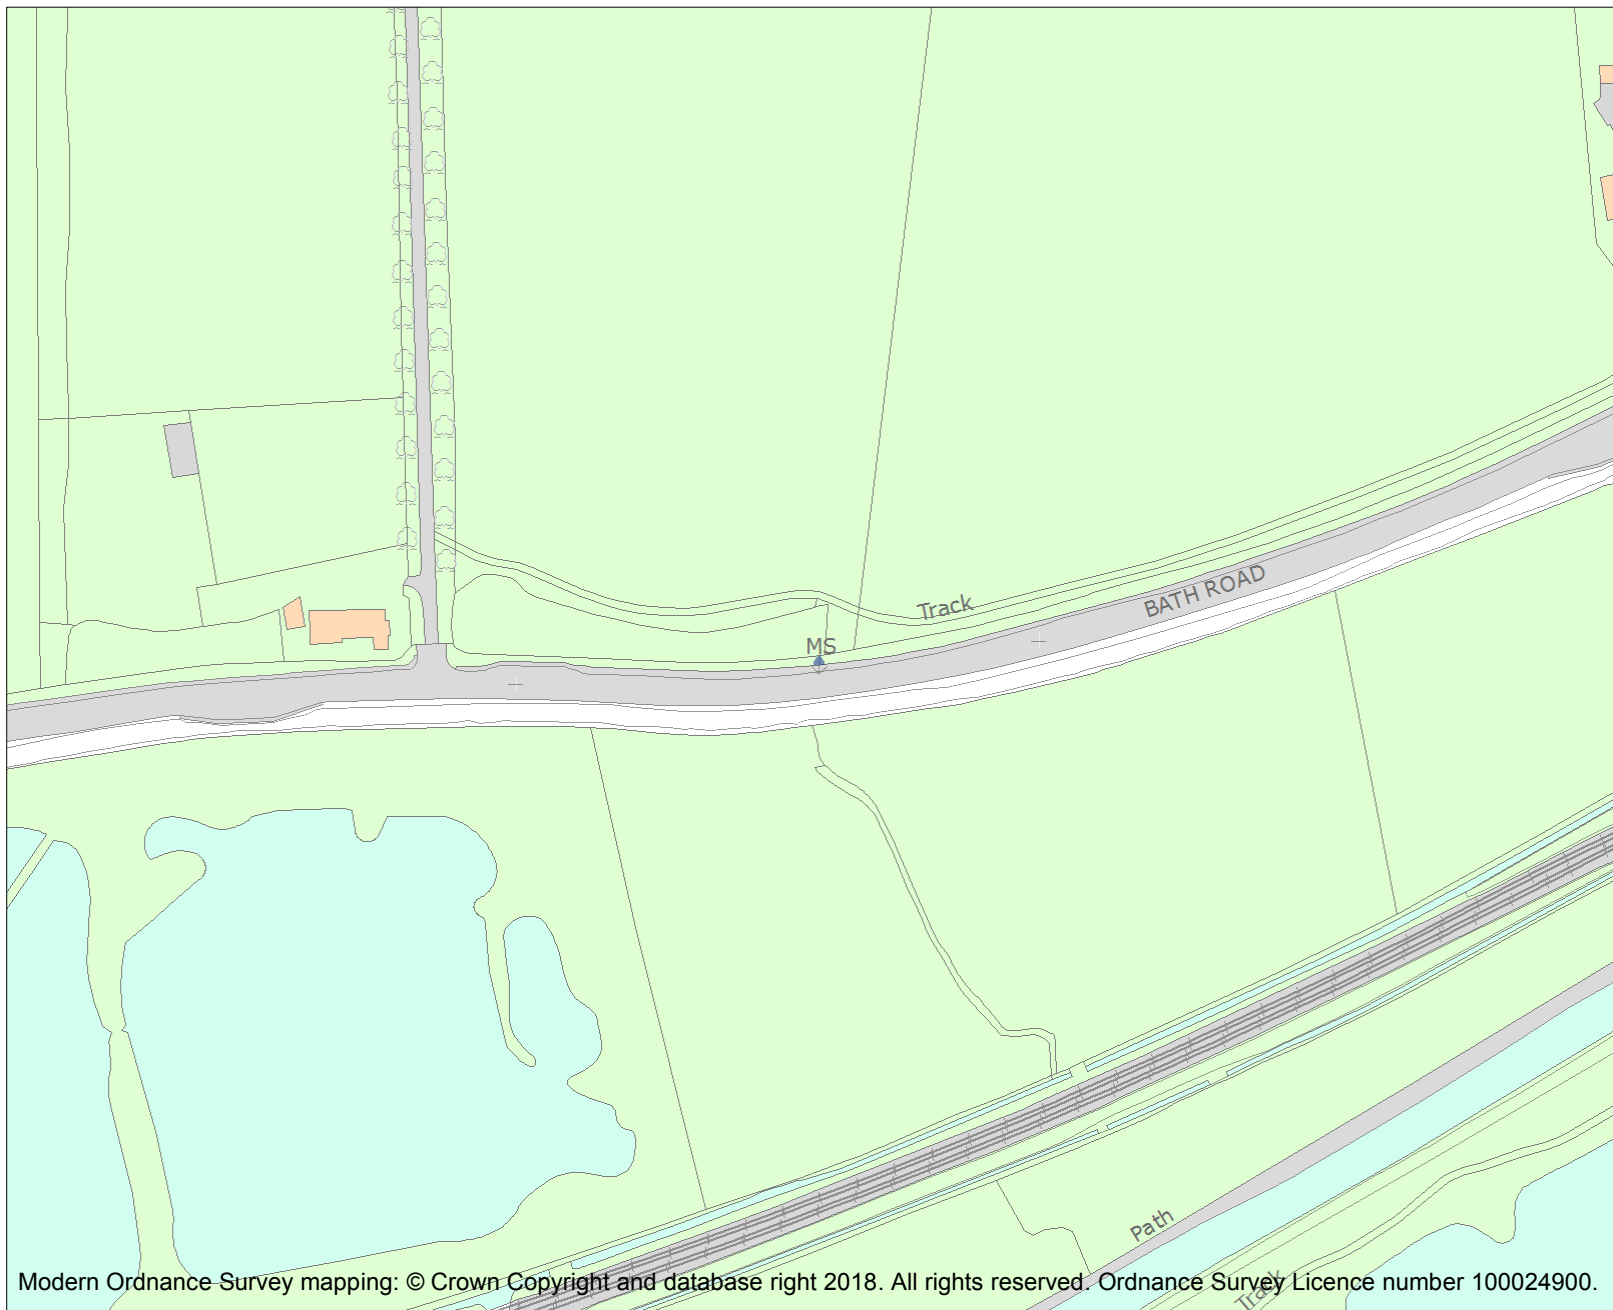 Track
BATH ROAD
MS
Path
Track
Modern Ordnance Survey mapping: © Crown Copyright and database right 2018. All rights reserved. Ordnance Survey Licence number 100024900.